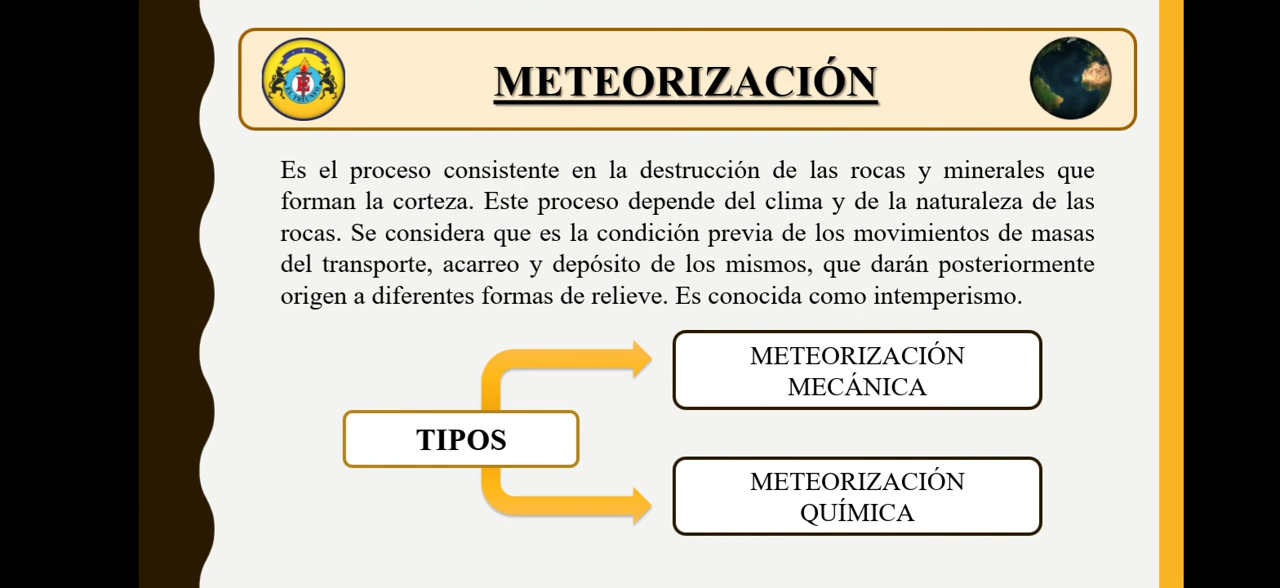 METEORIZACIÓN
Es el proceso consistente en la destrucción de las rocas y minerales que
forman la corteza. Este proceso depende del clima y de la naturaleza de las
rocas. Se considera que es la condición previa de los movimientos de masas
del transporte, acarreo y depósito de los mismos, que darán posteriormente
origen a diferentes formas de relieve. Es conocida como intemperismo.
TIPOS
METEORIZACIÓN
MECÁNICA
METEORIZACIÓN
QUÍMICA